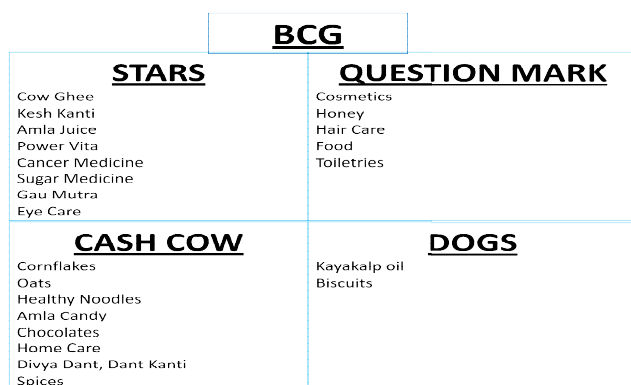 BCG
STARS
Cow Ghee
Kesh Kanti
Amla Juice
Power Vita
Cancer Medicine
Sugar Medicine
Gau Mutra
Eye Care
QUESTION MARK
Cosmetics
Honey
Hair Care
Food
Toiletries
CASH COW
Cornflakes
Oats
Healthy Noodles
Amla Candy
Chocolates
Home Care
Divya Dant, Dant Kanti
Spices
DOGS
Kayakalp oil
Biscuits